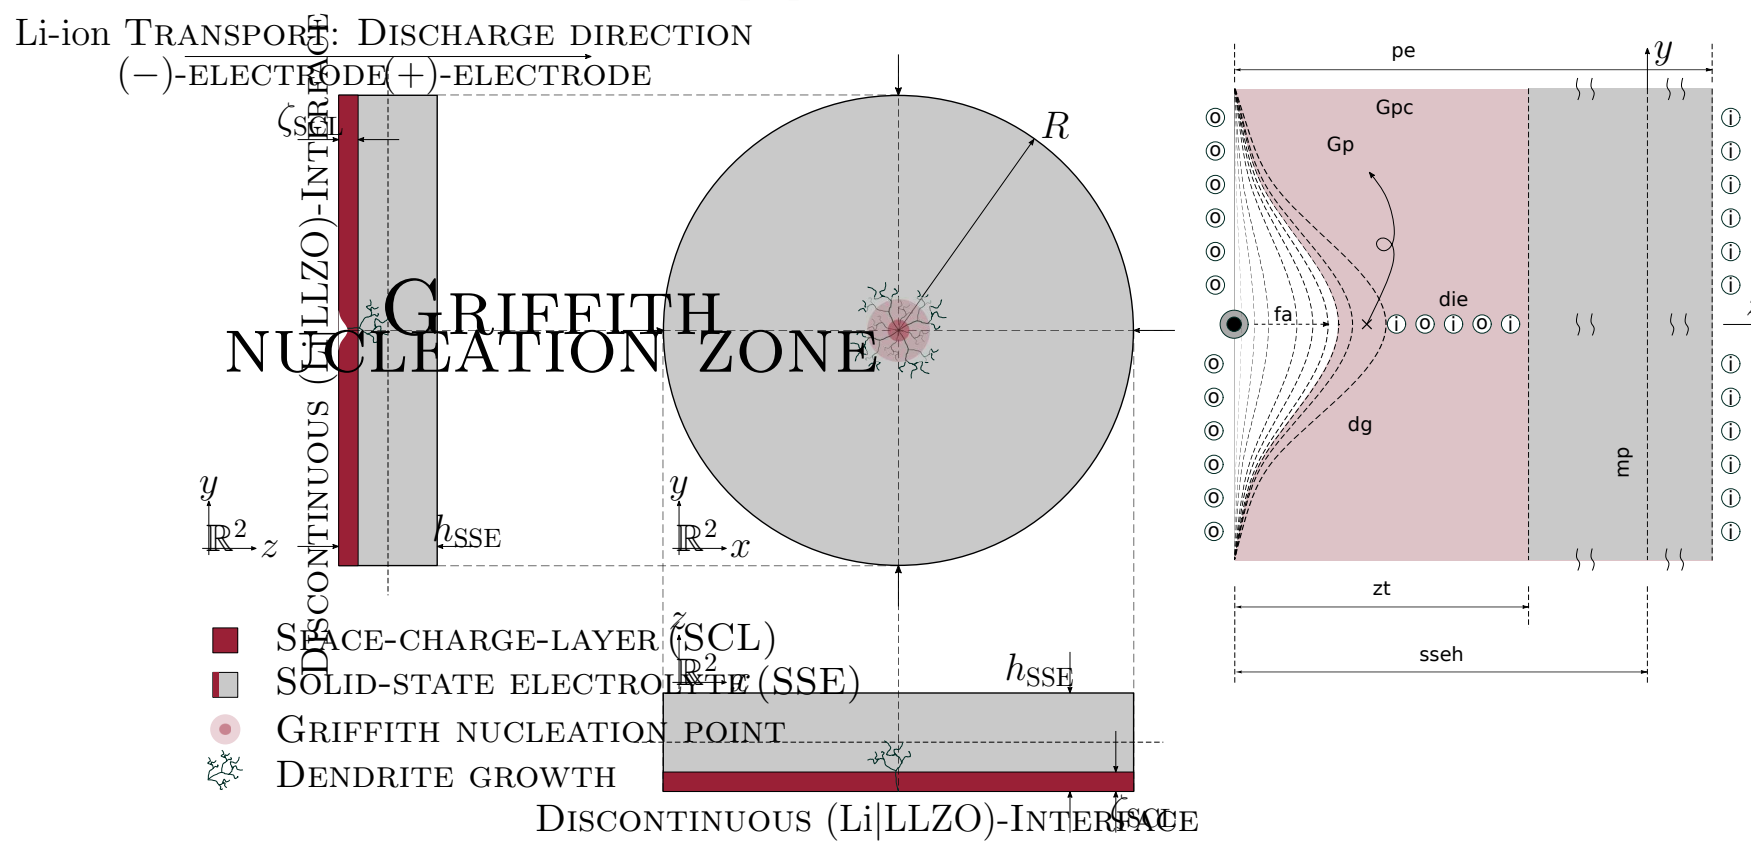 Li-ion Transport: Discharge direction
(−)-electrode(+)-electrode
ζSCL
Discontinuous (Li|LLZO)-Interface
Griffith
nucleation zone
y
ℝ² z
hSSE
R
y
ℝ² x
Space-charge-layer (SCL)
Solid-state electrolyte (SSE)
Griffith nucleation point
Dendrite growth
z
ℝ² x
hSSE
ζSCL
Discontinuous (Li|LLZO)-Interface
pe
y
Gpc
Gp
o
o
o
o
o
o
i
i
i
i
i
i
fa
die
i o i o i
dg
mp
o
o
o
o
o
o
i
i
i
i
i
i
zt
sseh